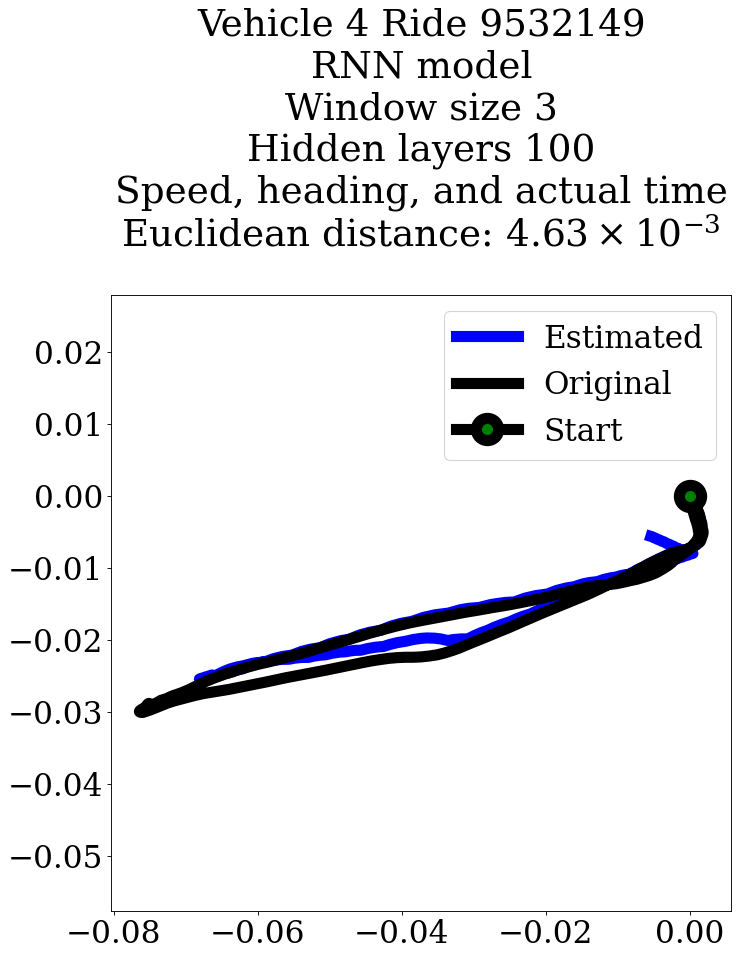 Vehicle 4 Ride 9532149
RNN model
Window size 3
Hidden layers 100
Speed, heading, and actual time
Euclidean distance: 4.63 × 10⁻³
Estimated
Original
Start
0.02
0.01
0.00
−0.01
−0.02
−0.03
−0.04
−0.05
−0.08 −0.06 −0.04 −0.02 0.00